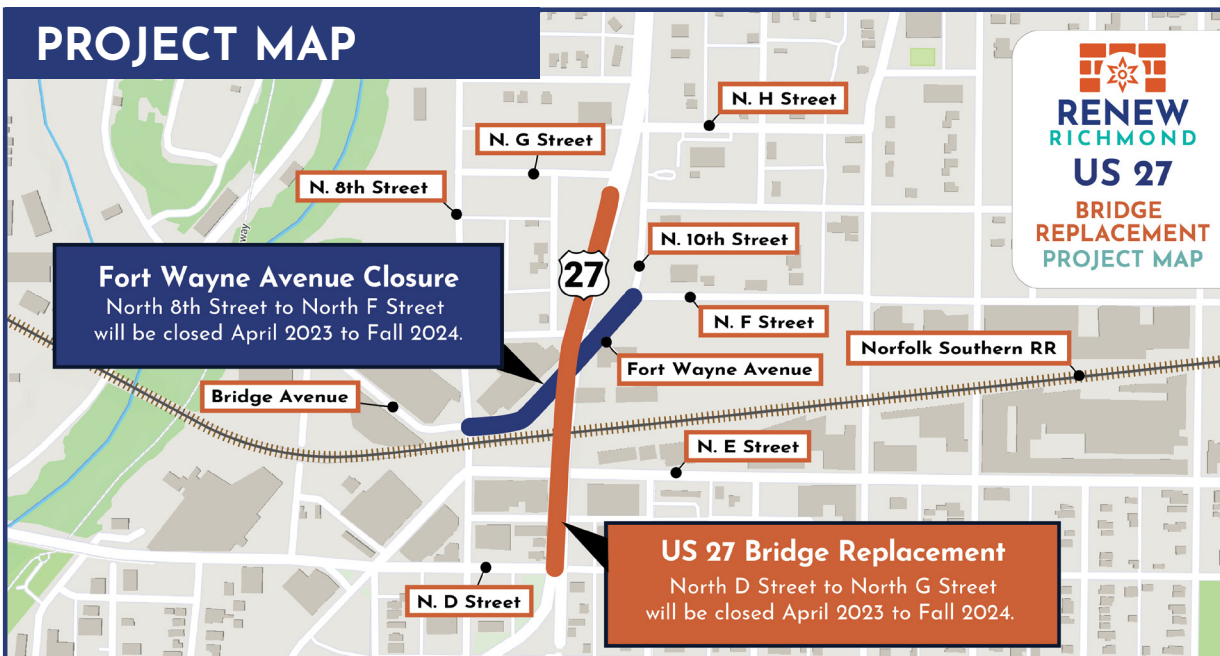 PROJECT MAP
RENEW
RICHMOND
US 27
BRIDGE
REPLACEMENT
PROJECT MAP
N. H Street
N. G Street
N. 8th Street
way
N. 10th Street
27
Fort Wayne Avenue Closure
North 8th Street to North F Street
will be closed April 2023 to Fall 2024.
N. F Street
Norfolk Southern RR
Fort Wayne Avenue
Bridge Avenue
N. E Street
US 27 Bridge Replacement
North D Street to North G Street
will be closed April 2023 to Fall 2024.
N. D Street